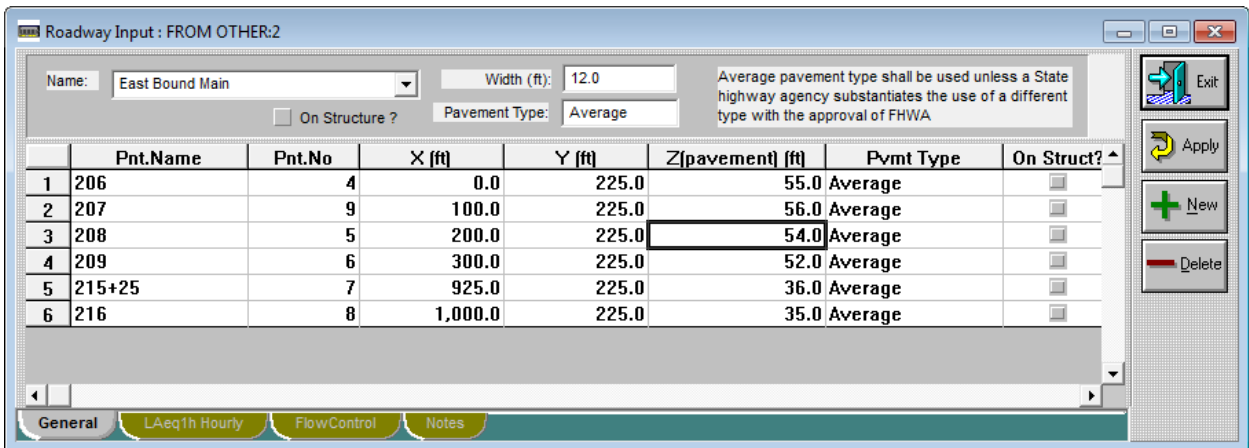 Roadway Input : FROM OTHER:2
Name: East Bound Main Width (ft): 12.0
On Structure ? Pavement Type: Average
Average pavement type shall be used unless a State
highway agency substantiates the use of a different
type with the approval of FHWA
Exit
Apply
New
Delete
Pnt.Name Pnt.No X (ft) Y (ft) Z(pavement) (ft) Pvmt Type On Struct?
1 206 4 0.0 225.0 55.0 Average
2 207 9 100.0 225.0 56.0 Average
3 208 5 200.0 225.0 54.0 Average
4 209 6 300.0 225.0 52.0 Average
5 215+25 7 925.0 225.0 36.0 Average
6 216 8 1,000.0 225.0 35.0 Average
General LAeq1h Hourly FlowControl Notes